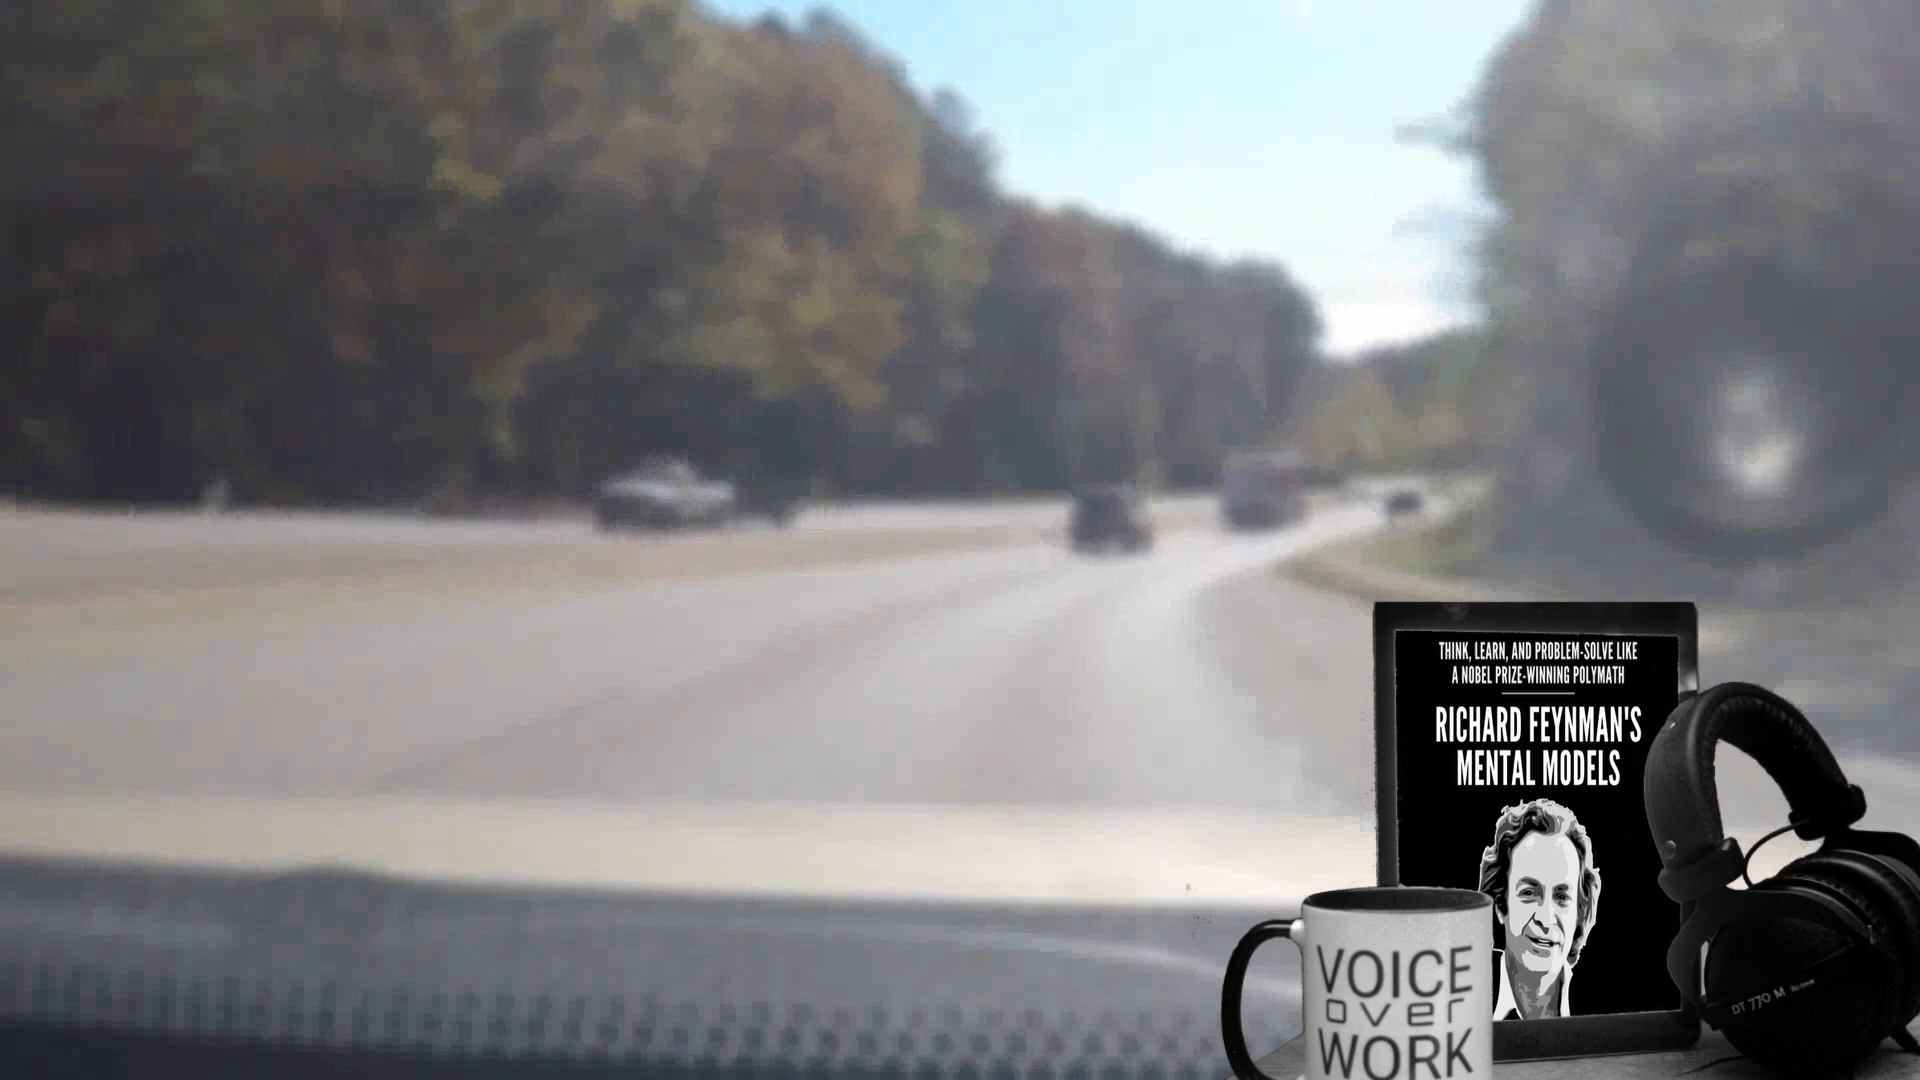 THINK, LEARN, AND PROBLEM-SOLVE LIKE
A NOBEL PRIZE-WINNING POLYMATH
RICHARD FEYNMAN'S
MENTAL MODELS
VOICE
over
WORK
DT 770 M